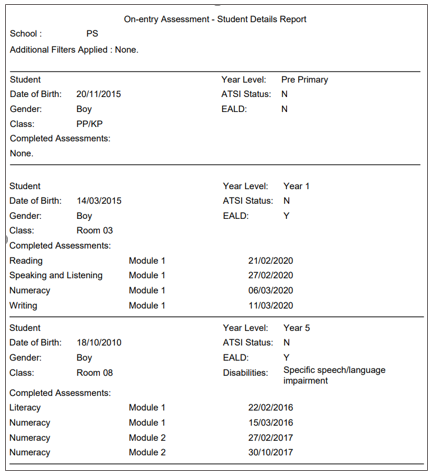 On-entry Assessment - Student Details Report
School : PS
Additional Filters Applied : None.
Student Year Level: Pre Primary
Date of Birth: 20/11/2015 ATSI Status: N
Gender: Boy EALD: N
Class: PP/KP
Completed Assessments:
None.
Student Year Level: Year 1
Date of Birth: 14/03/2015 ATSI Status: N
Gender: Boy EALD: Y
Class: Room 03
Completed Assessments:
Reading Module 1 21/02/2020
Speaking and Listening Module 1 27/02/2020
Numeracy Module 1 06/03/2020
Writing Module 1 11/03/2020
Student Year Level: Year 5
Date of Birth: 18/10/2010 ATSI Status: N
Gender: Boy EALD: Y
Class: Room 08 Disabilities: Specific speech/language
impairment
Completed Assessments:
Literacy Module 1 22/02/2016
Numeracy Module 1 15/03/2016
Numeracy Module 2 27/02/2017
Numeracy Module 2 30/10/2017